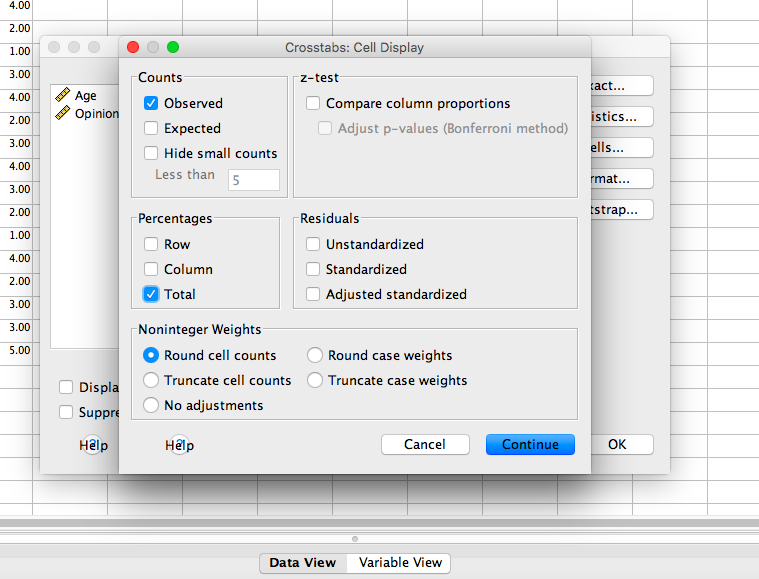 4.00
2.00
1.00
3.00
4.00
2.00
3.00
4.00
3.00
2.00
1.00
4.00
2.00
3.00
3.00
5.00
Crosstabs: Cell Display
Counts
Observed
Expected
Hide small counts
Less than 5
z-test
Compare column proportions
Adjust p-values (Bonferroni method)
Percentages
Row
Column
Total
Residuals
Unstandardized
Standardized
Adjusted standardized
Noninteger Weights
Round cell counts
Round case weights
Truncate cell counts
Truncate case weights
No adjustments
Help
Cancel
Continue
Age
Opinion
xact...
istics...
ells...
rmat...
tstrap...
Displa
Suppre
Help
OK
Data View
Variable View